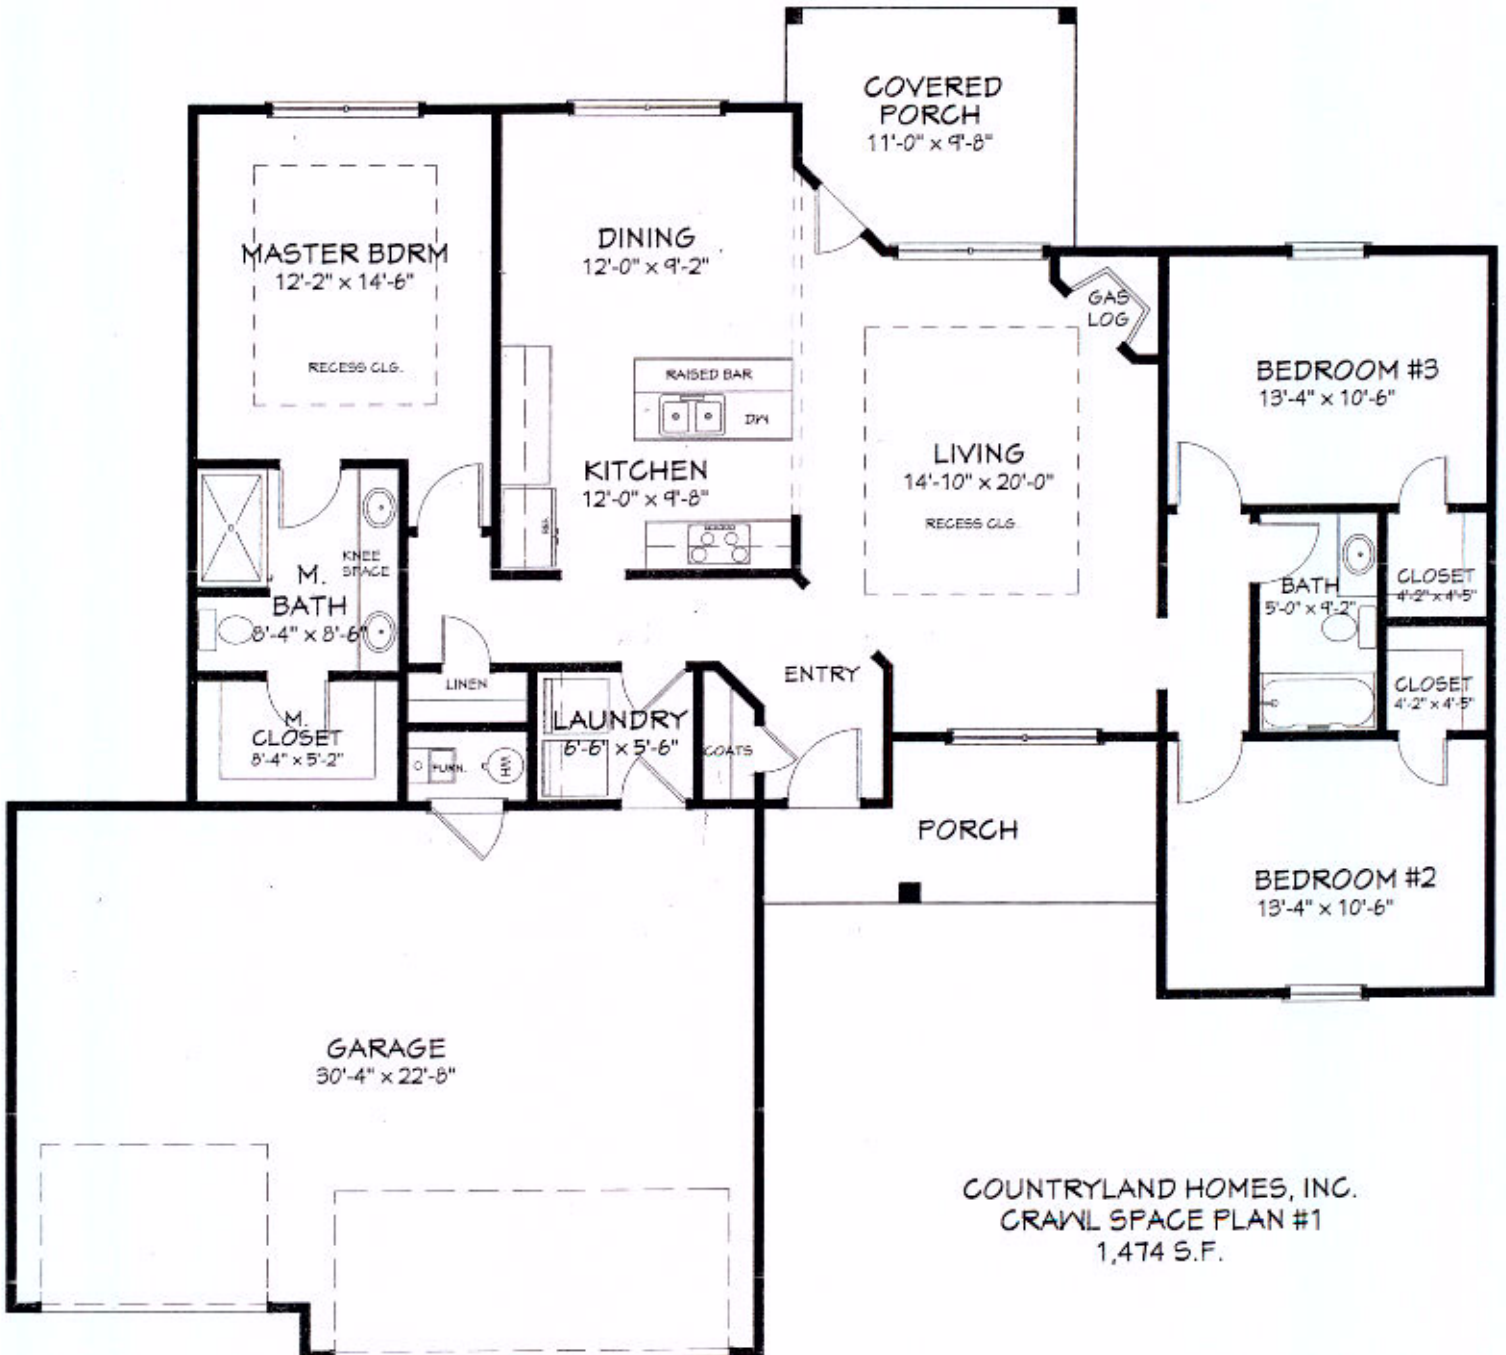 COVERED
PORCH
11'-0" x 9'-8"
MASTER BDRM
12'-2" x 14'-6"
RECESS CLG.
DINING
12'-0" x 9'-2"
GAS
LOG
RAISED BAR
DW
BEDROOM #3
13'-4" x 10'-6"
KITCHEN
12'-0" x 9'-8"
LIVING
14'-10" x 20'-0"
RECESS CLG.
KNEE
SPACE
M.
BATH
8'-4" x 8'-6"
BATH
5'-0" x 9'-2"
CLOSET
4'-2" x 4'-5"
CLOSET
4'-2" x 4'-5"
LINEN
ENTRY
M.
CLOSET
8'-4" x 5'-2"
LAUNDRY
6'-6" x 5'-6"
COATS
FURN.
WH
PORCH
BEDROOM #2
13'-4" x 10'-6"
GARAGE
30'-4" x 22'-8"
COUNTRYLAND HOMES, INC.
CRAWL SPACE PLAN #1
1,474 S.F.